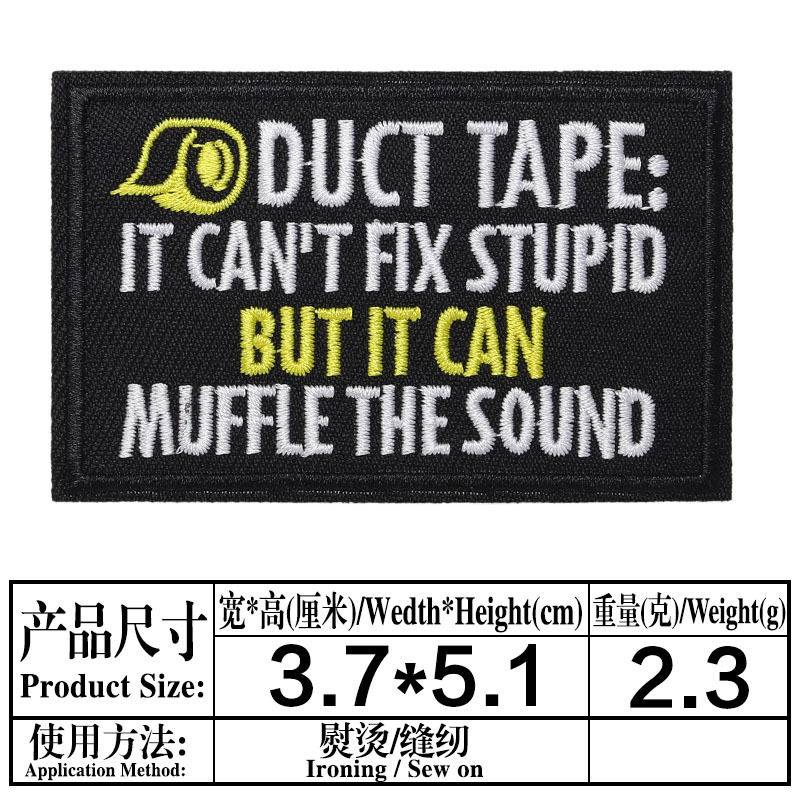 DUCT TAPE:
IT CAN'T FIX STUPID
BUT IT CAN
MUFFLE THE SOUND
产品尺寸
Product Size:
宽*高(厘米)/Wedth*Height(cm)
3.7*5.1
重量(克)/Weight(g)
2.3
使用方法:
Application Method:
熨烫/缝纫
Ironing / Sew on